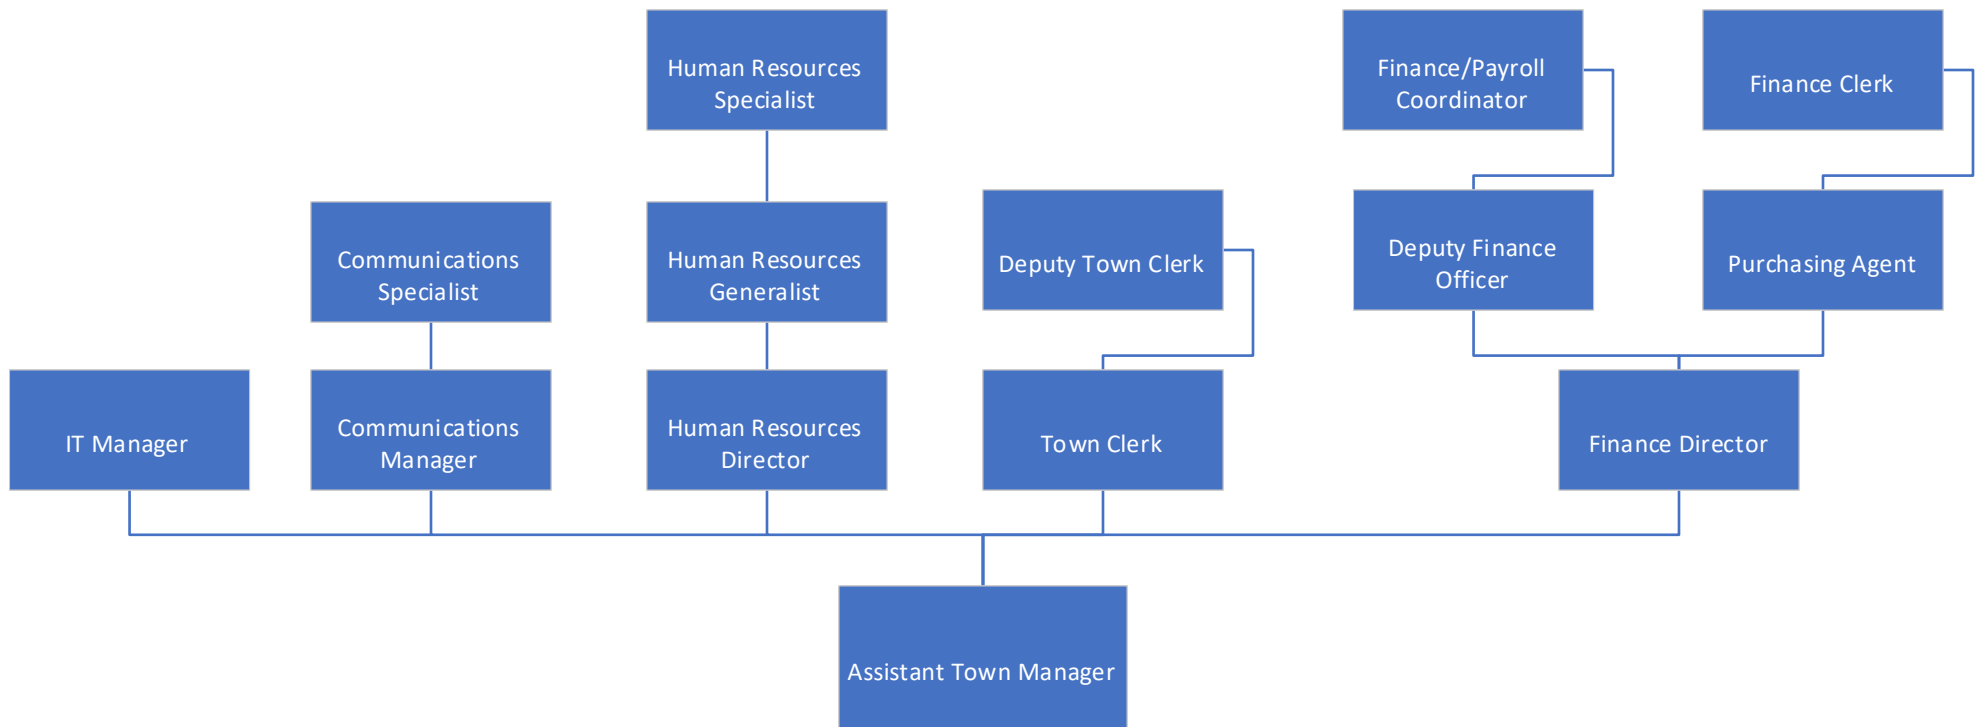 Human Resources
Specialist
Finance/Payroll
Coordinator
Finance Clerk
Communications
Specialist
Human Resources
Generalist
Deputy Town Clerk
Deputy Finance
Officer
Purchasing Agent
IT Manager
Communications
Manager
Human Resources
Director
Town Clerk
Finance Director
Assistant Town Manager